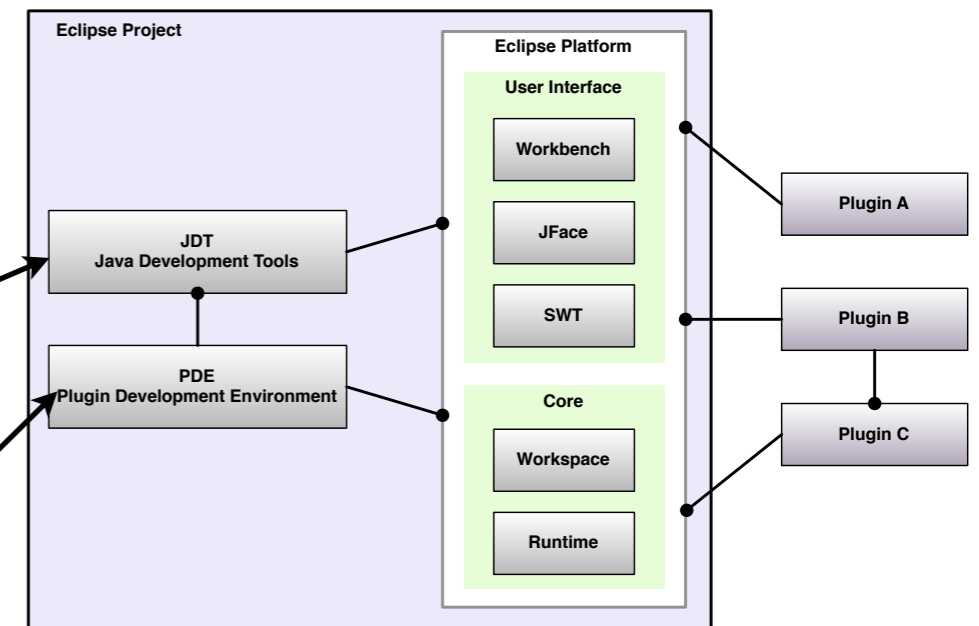 Eclipse Project
Eclipse Platform
User Interface
Workbench
JFace
SWT
JDT
Java Development Tools
PDE
Plugin Development Environment
Core
Workspace
Runtime
Plugin A
Plugin B
Plugin C